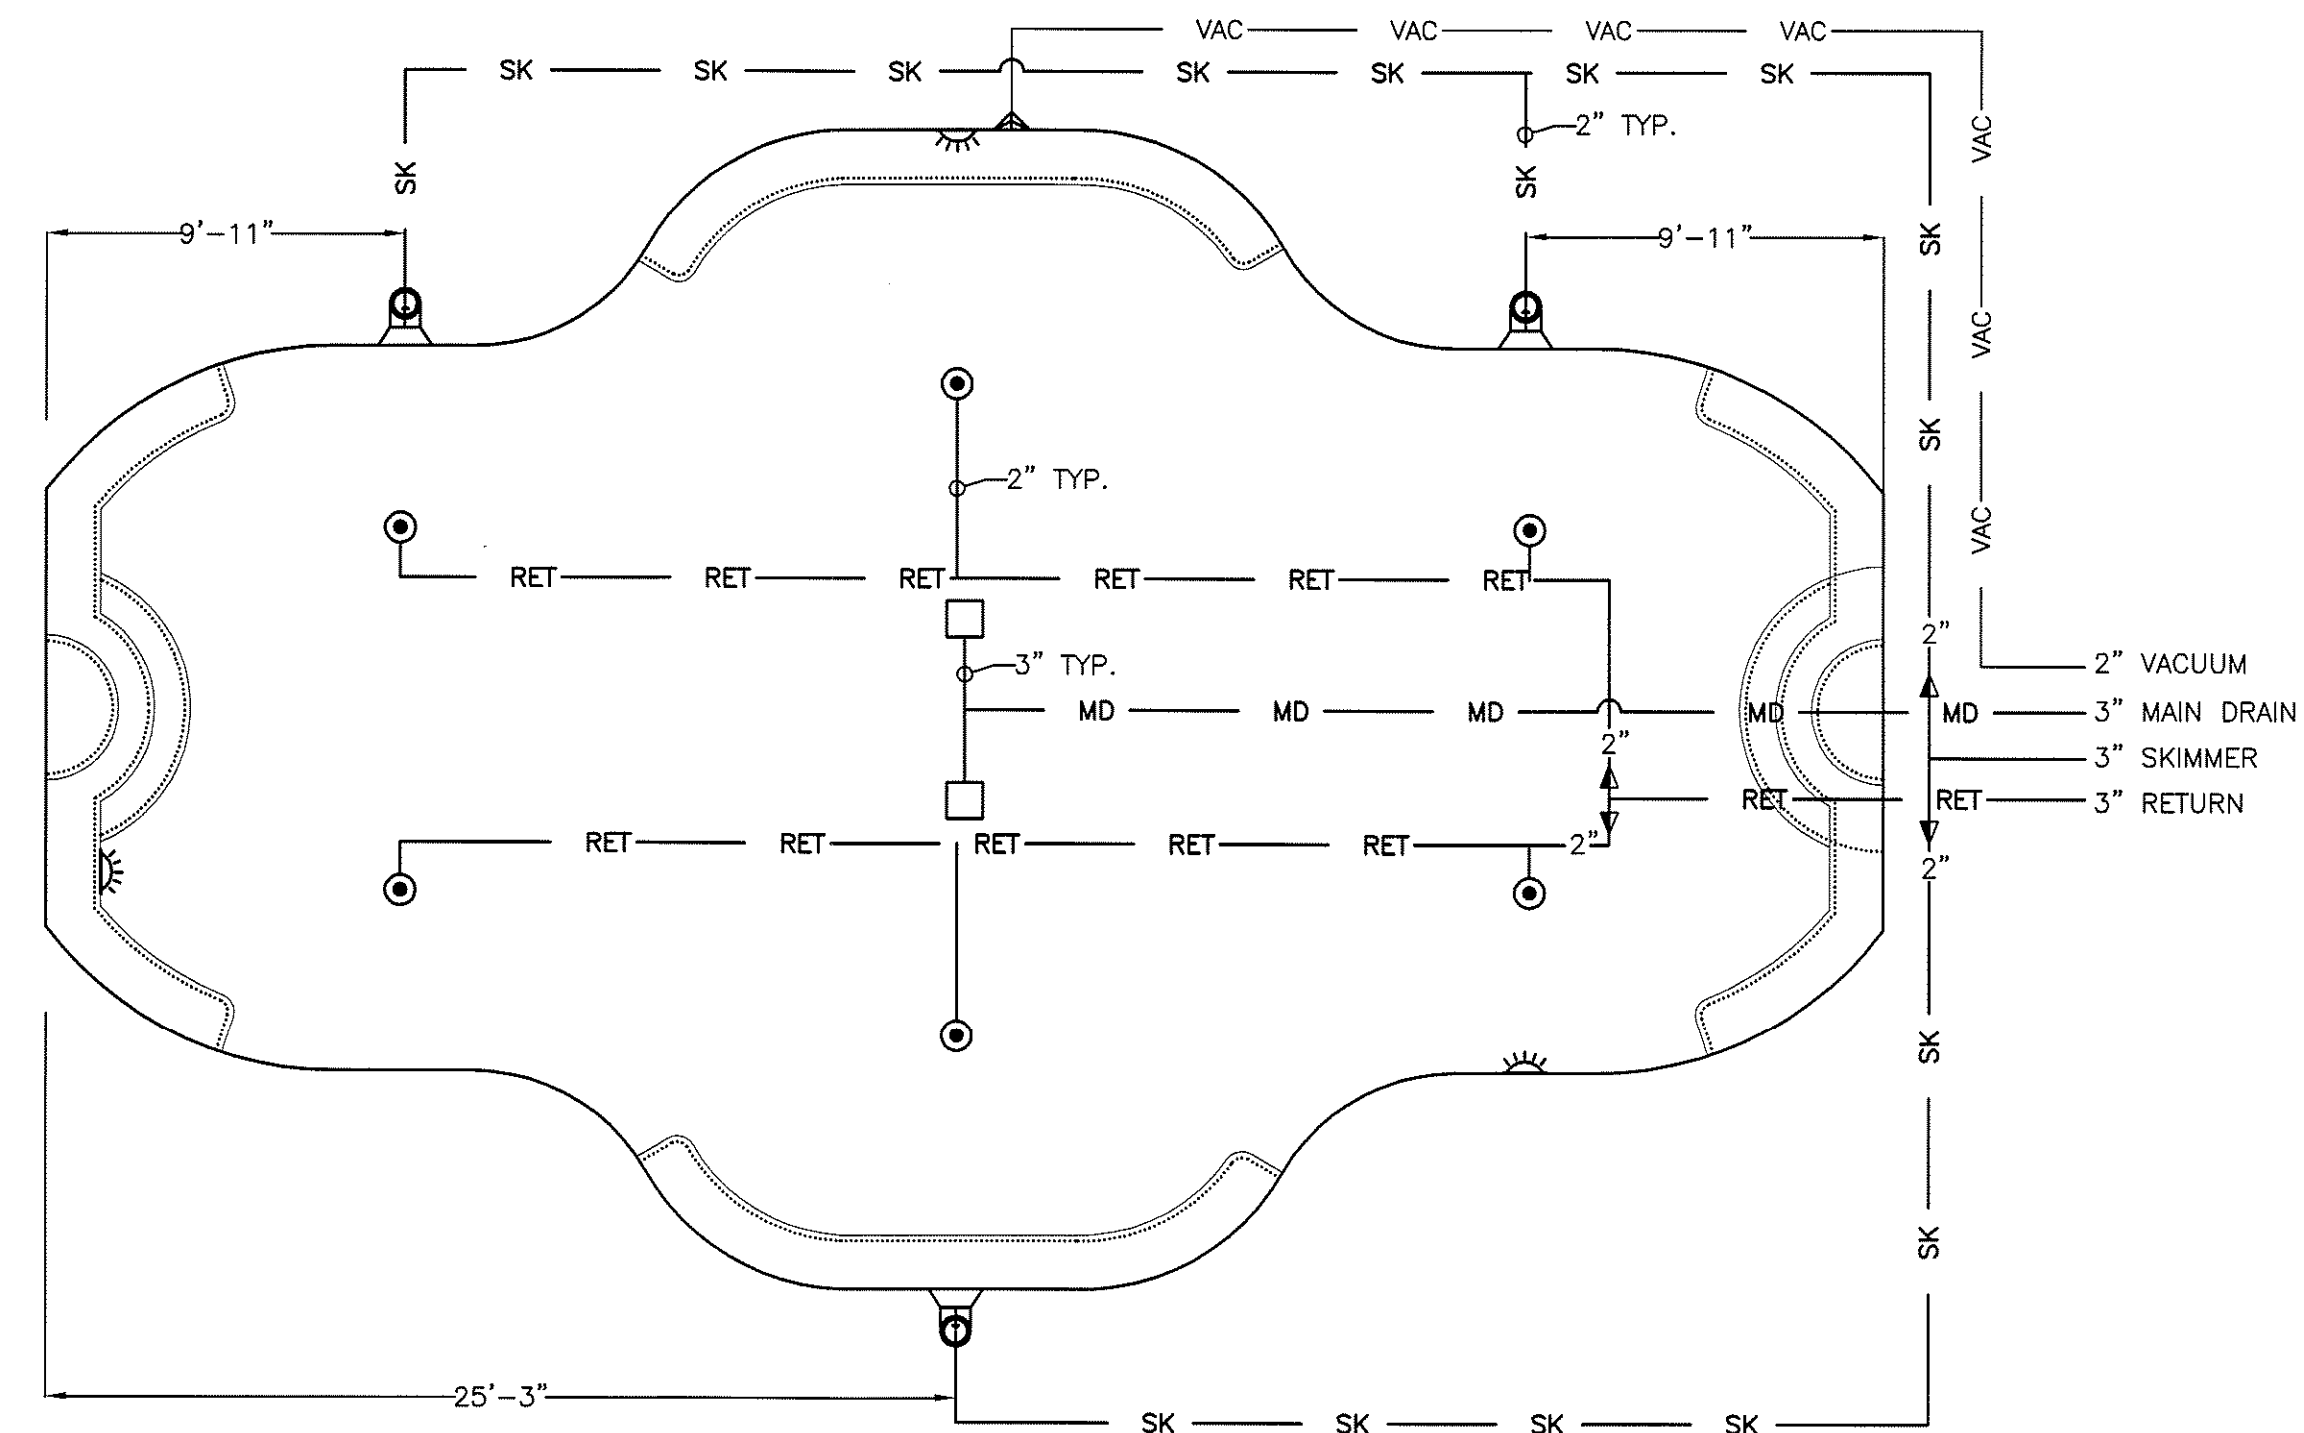 VAC VAC VAC VAC
SK SK SK SK SK SK SK
2" TYP.
VAC
SK
SK
9'-11"
9'-11"
SK
VAC
SK
2" TYP.
VAC
RET RET RET RET RET RET
2"
3" TYP.
2" VACUUM
MD MD MD MD MD
3" MAIN DRAIN
2"
3" SKIMMER
RET RET
3" RETURN
RET RET RET RET RET
2"
2"
SK
SK
25'-3"
SK SK SK SK